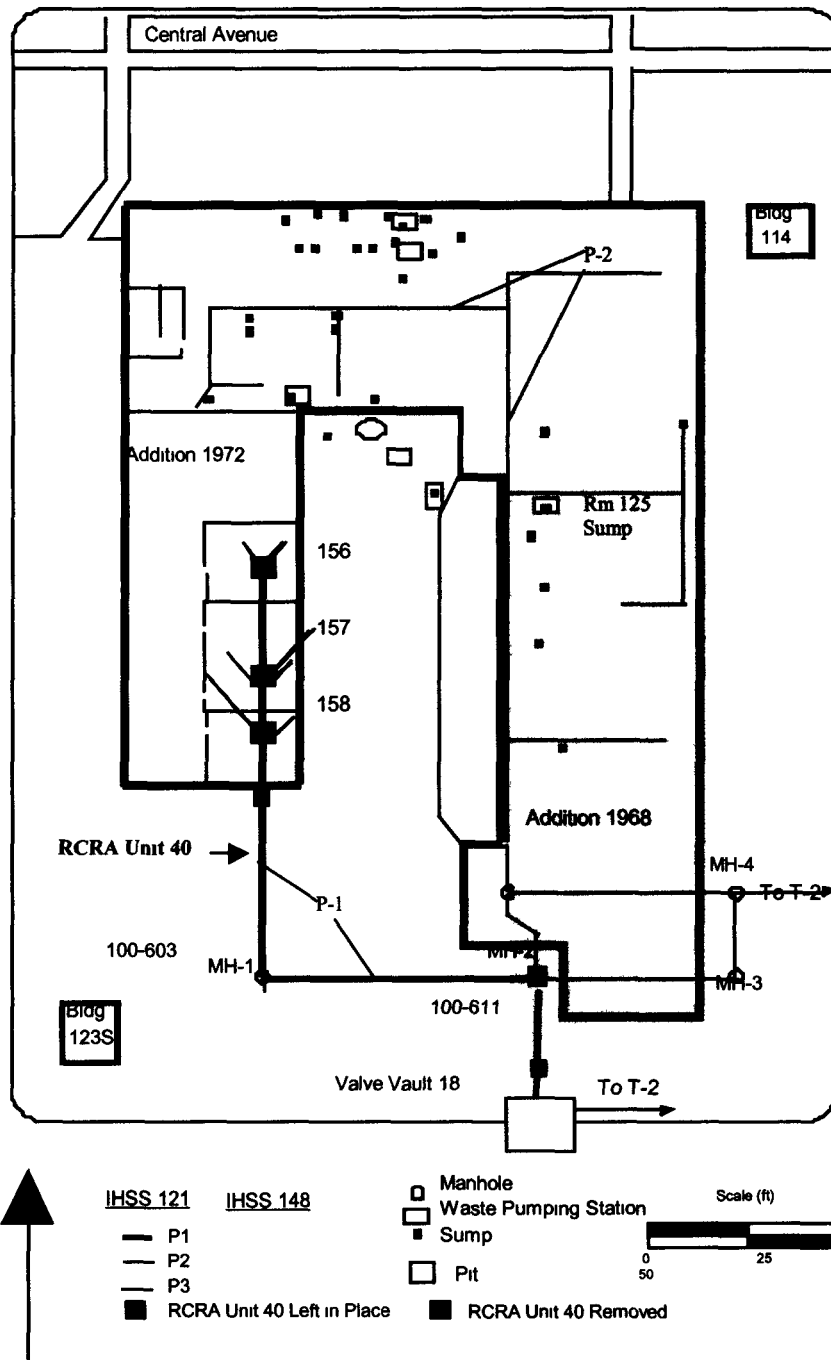 Central Avenue
Bldg
114
P-2
Addition 1972
Rm 125
Sump
156
157
158
Addition 1968
RCRA Unit 40
MH-4
To T-2
P-1
100-603
MH-1
MH-2
MH-3
100-611
Bldg
123S
Valve Vault 18
To T-2
IHSS 121
IHSS 148
P1
P2
P3
RCRA Unit 40 Left in Place
Manhole
Waste Pumping Station
Sump
Pit
RCRA Unit 40 Removed
Scale (ft)
0
25
50